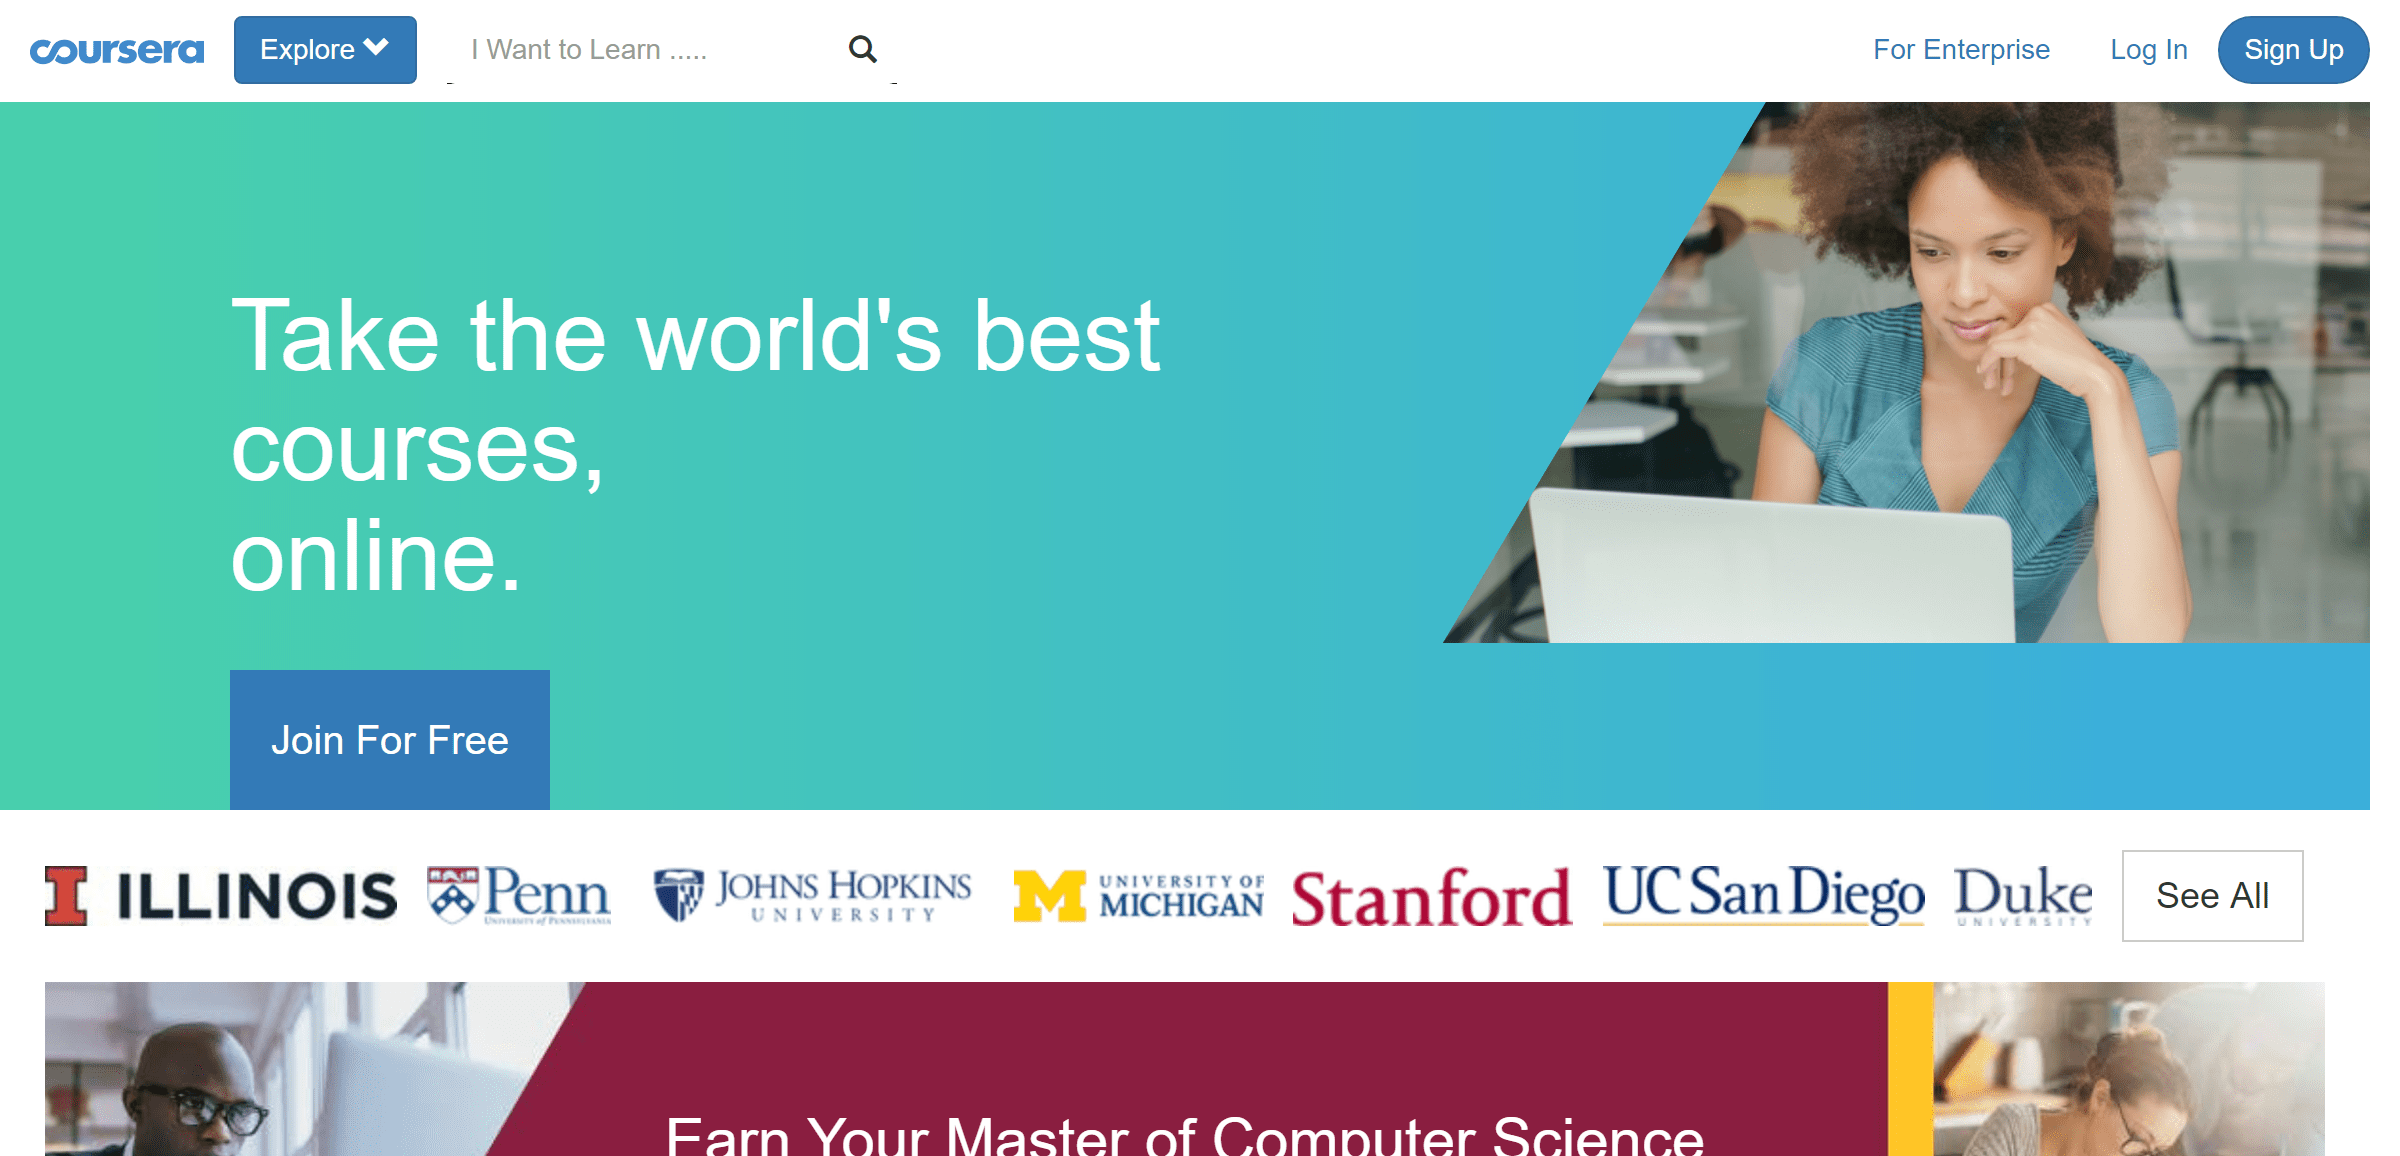 coursera Explore I Want to Learn ..... For Enterprise Log In Sign Up
Take the world's best
courses,
online.
Join For Free
I ILLINOIS
Penn
UNIVERSITY of PENNSYLVANIA
JOHNS HOPKINS
UNIVERSITY
M UNIVERSITY OF
MICHIGAN
Stanford
UC San Diego
Duke
UNIVERSITY
See All
Earn Your Master of Computer Science